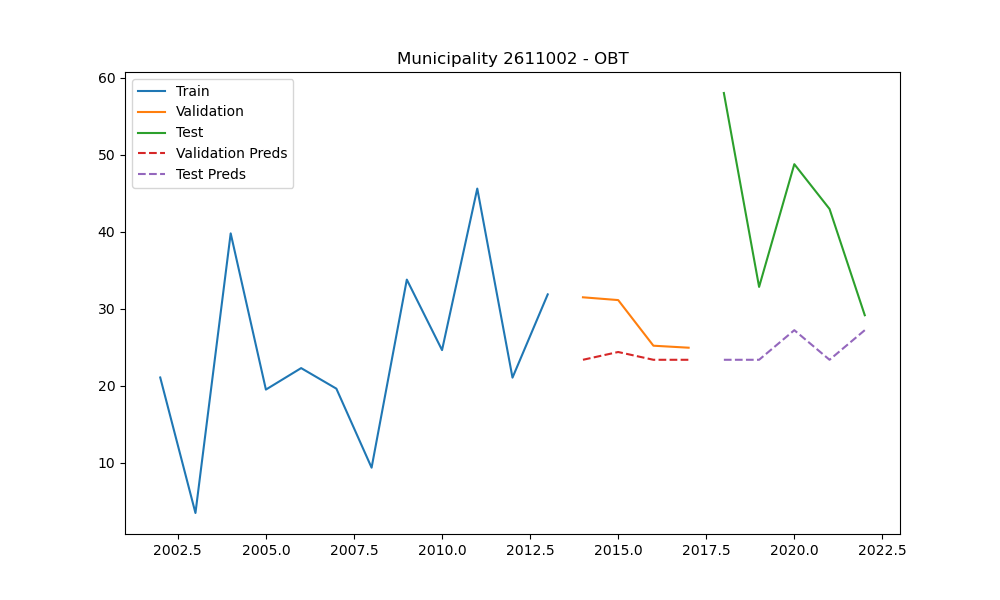 Municipality 2611002 - OBT
60
50
40
30
20
10
Train
Validation
Test
Validation Preds
Test Preds
2002.5 2005.0 2007.5 2010.0 2012.5 2015.0 2017.5 2020.0 2022.5